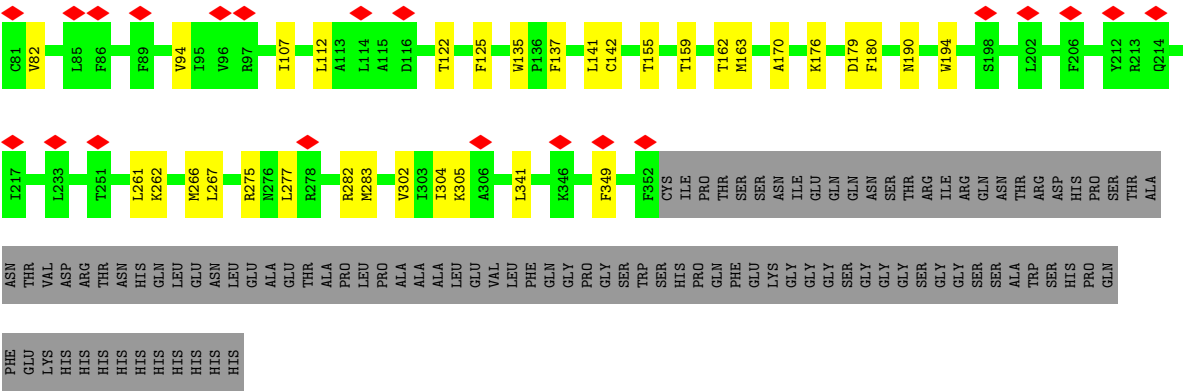 C81 V82 L85 F86 F89 V94 I95 V96 R97 I107 L112 A113 L114 A115 D116 T122 F125 W135 P136 F137 L141 C142 T155 T159 T162 M163 A170 K176 D179 F180 N190 W194 S198 L202 F206 Y212 R213 Q214
I217 L233 T251 L261 K262 M266 L267 R275 N276 L277 R278 R282 M283 V302 I303 I304 K305 A306 L341 K346 F349 F352 CYS ILE PRO THR SER SER ASN ILE GLU GLN GLN ASN SER THR ARG ILE ARG GLN ASN THR ARG ASP HIS PRO SER THR ALA
ASN THR VAL ASP ARG THR ASN HIS GLN LEU GLU ASN LEU GLU ALA GLU THR ALA PRO LEU PRO ALA ALA ALA LEU GLU VAL LEU PHE GLN GLY PRO GLY SER TRP SER HIS PRO GLN PHE GLU LYS GLY GLY GLY SER GLY GLY GLY SER GLY GLY SER SER ALA TRP SER HIS PRO GLN
PHE GLU LYS HIS HIS HIS HIS HIS HIS HIS HIS HIS HIS